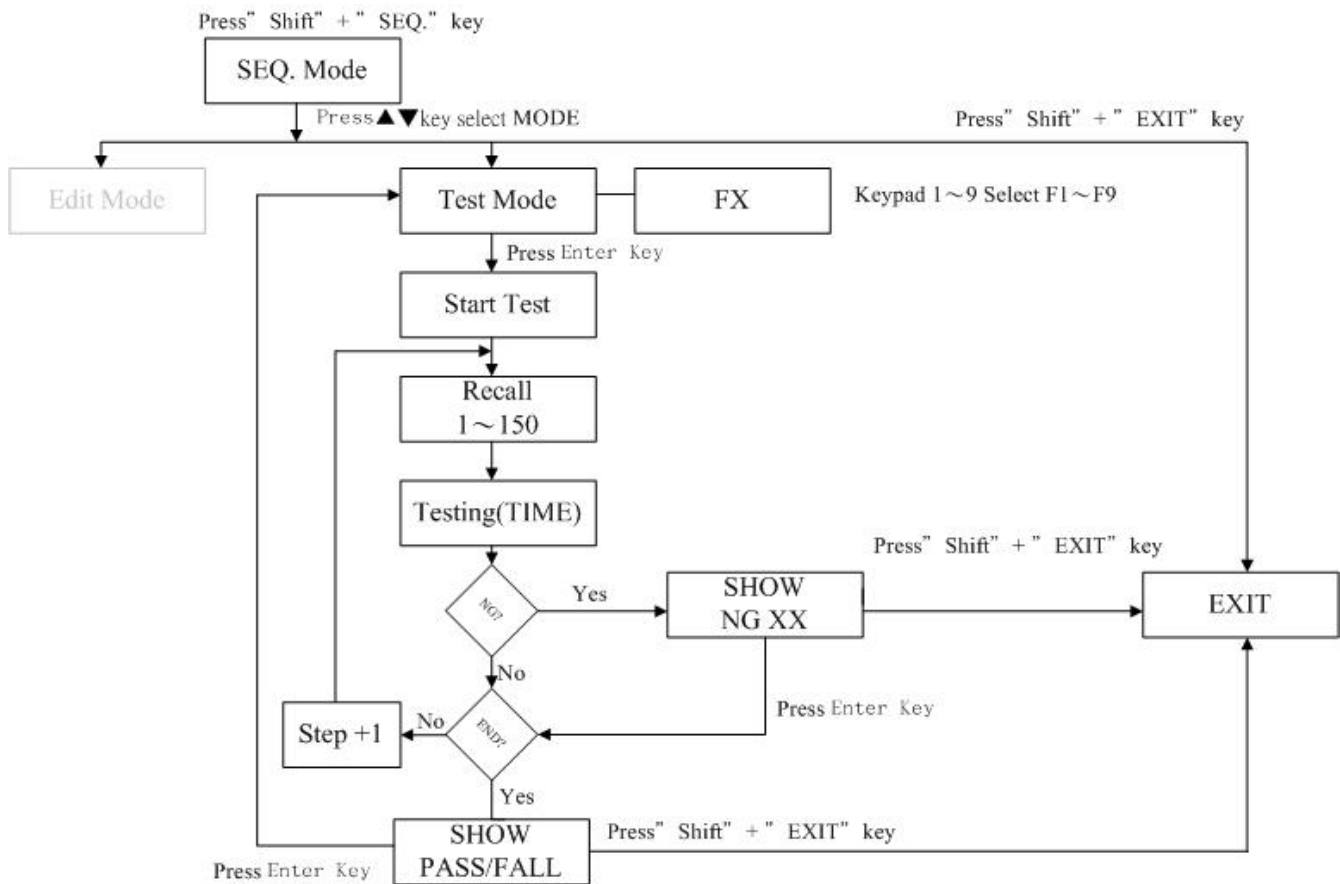 Press” Shift” + ” SEQ.” key
SEQ. Mode
Press▲▼key select MODE
Press” Shift” + ” EXIT” key
Edit Mode
Test Mode
FX
Keypad 1～9 Select F1～F9
Press Enter Key
Start Test
Recall
1～150
Testing(TIME)
Press” Shift” + ” EXIT” key
NG?
Yes
SHOW
NG XX
EXIT
No
Press Enter Key
Step +1
No
END?
Yes
SHOW
PASS/FALL
Press” Shift” + ” EXIT” key
Press Enter Key